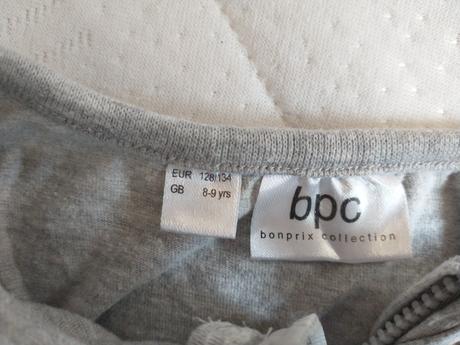 EUR 128/134
GB 8-9 yrs
bpc
bonprix collection